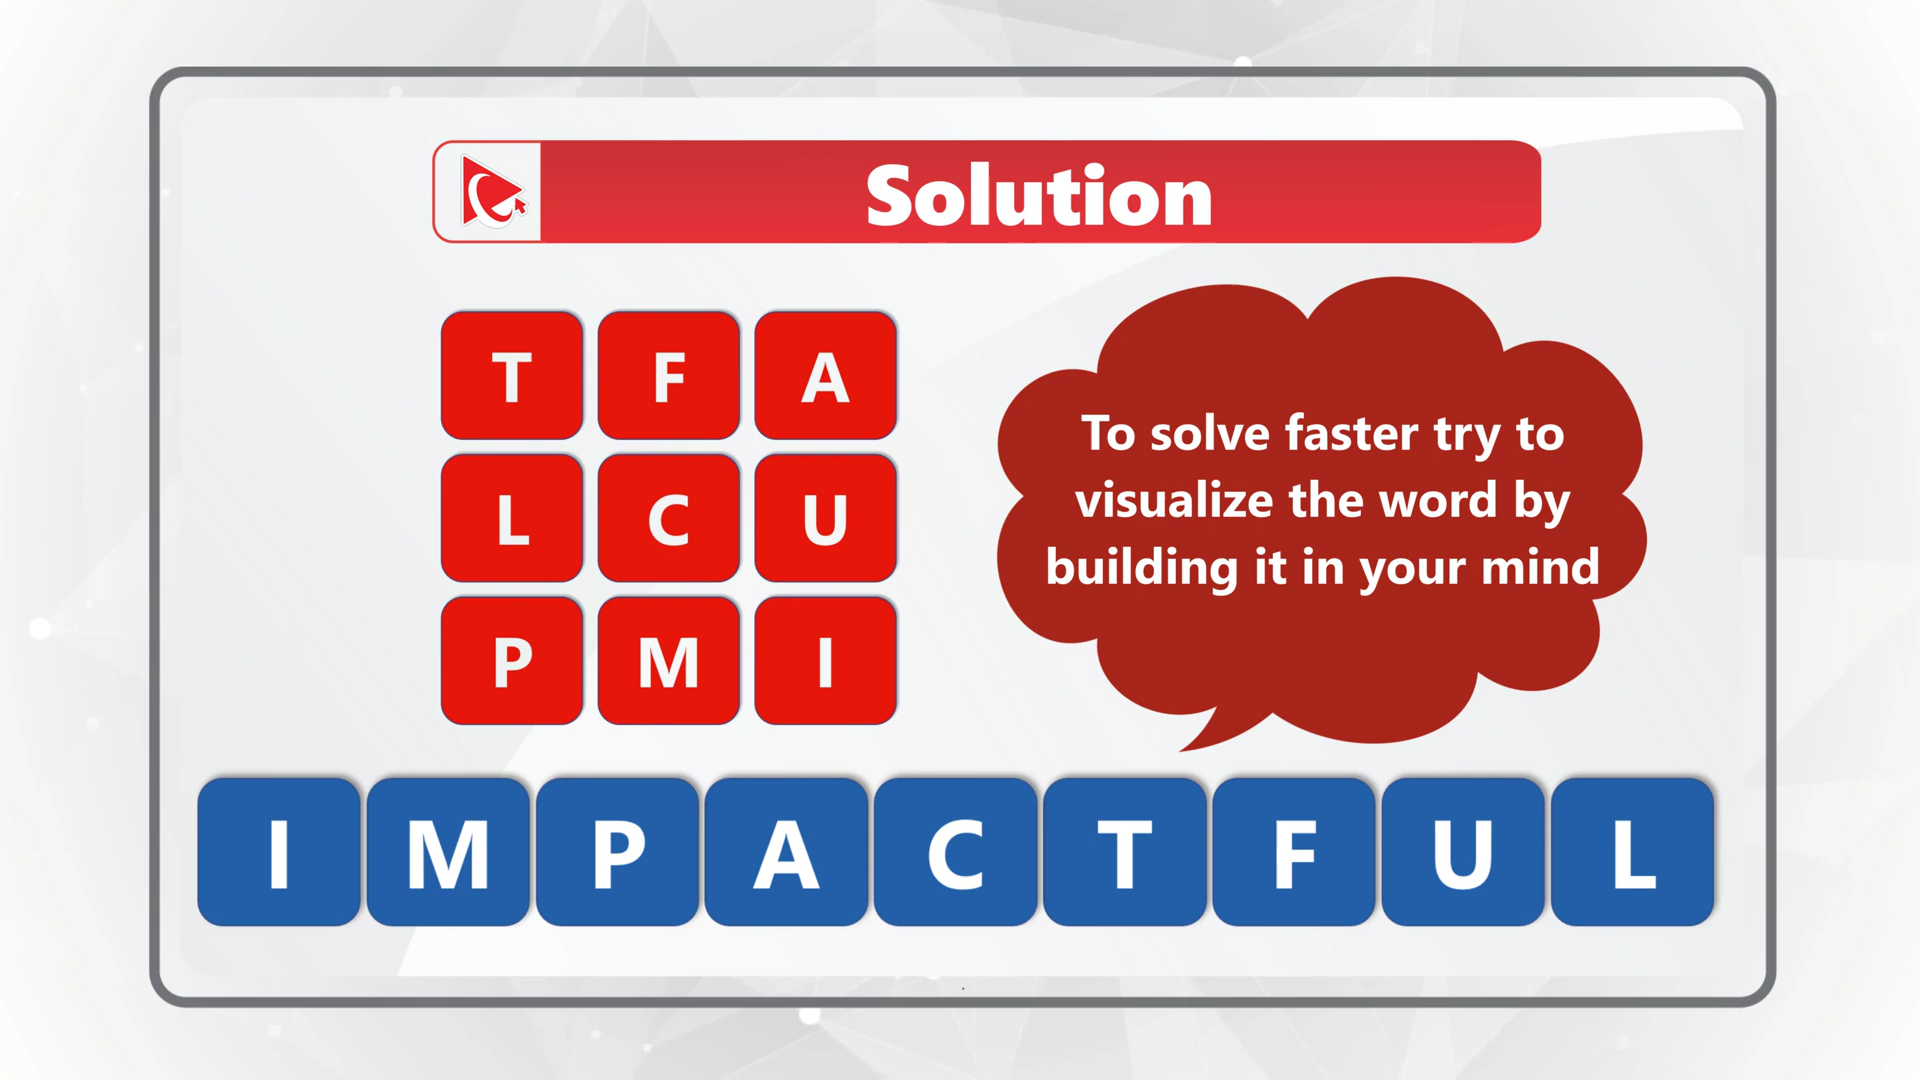 Solution
T F A
L C U
P M I
To solve faster try to
visualize the word by
building it in your mind
I M P A C T F U L